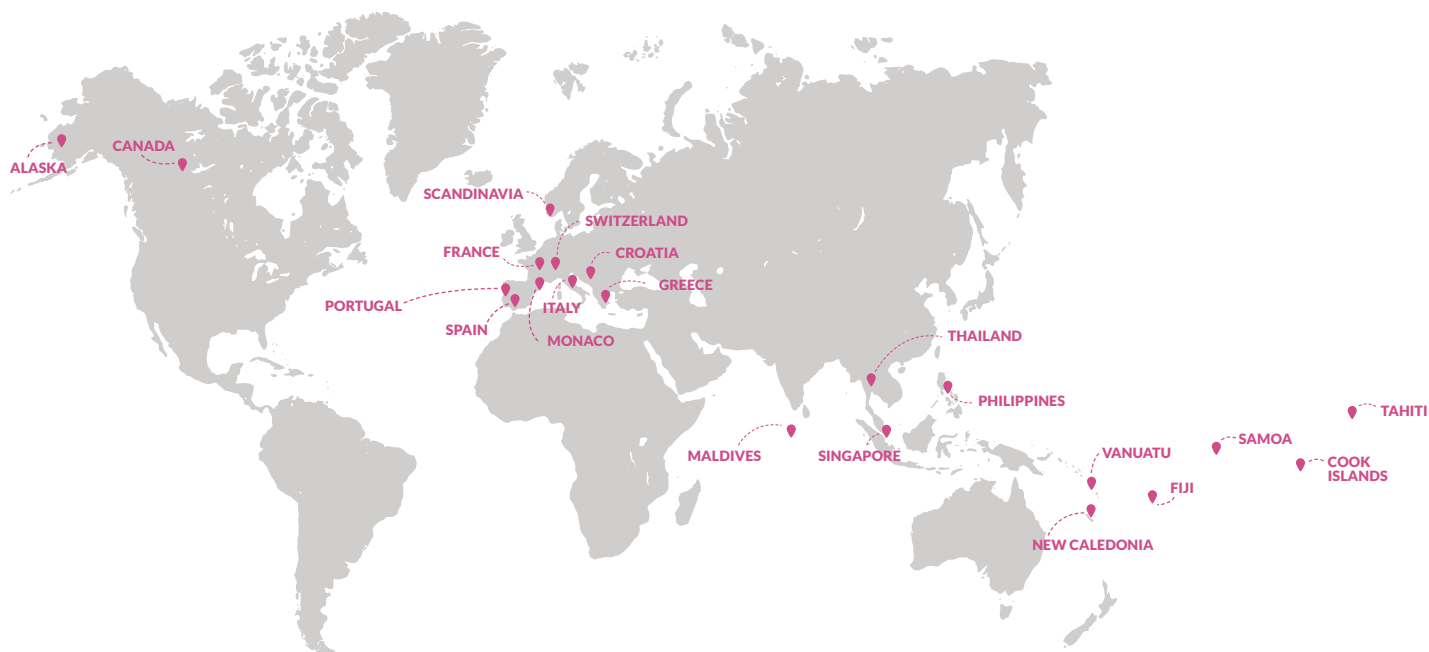 CANADA
ALASKA
SCANDINAVIA
SWITZERLAND
FRANCE
CROATIA
GREECE
PORTUGAL
ITALY
SPAIN
MONACO
THAILAND
PHILIPPINES
MALDIVES
SINGAPORE
TAHITI
SAMOA
VANUATU
COOK
ISLANDS
FIJI
NEW CALEDONIA